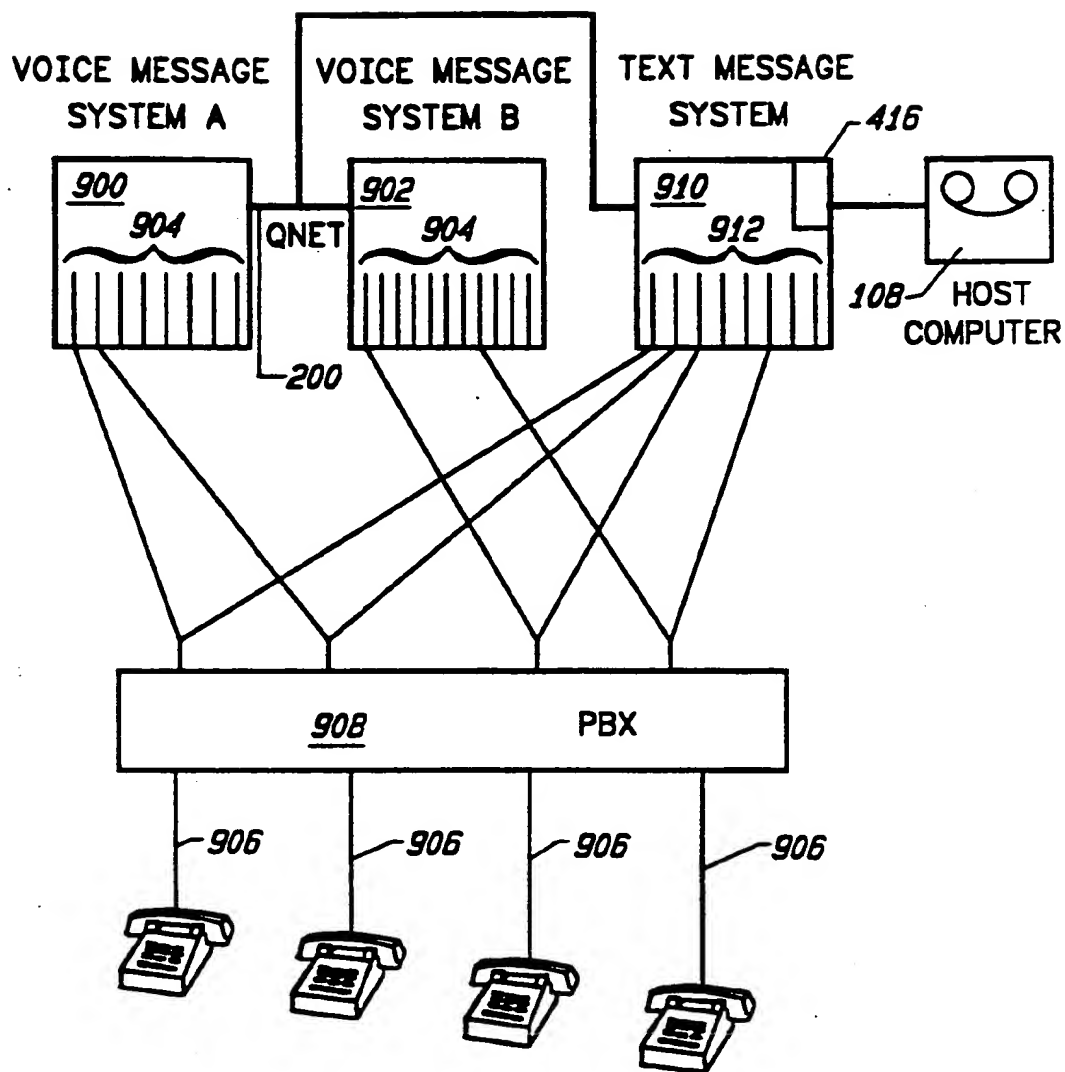 VOICE MESSAGE
SYSTEM A
VOICE MESSAGE
SYSTEM B
TEXT MESSAGE
SYSTEM
416
900
904
QNET
902
904
910
912
108
HOST
COMPUTER
200
908
PBX
906
906
906
906